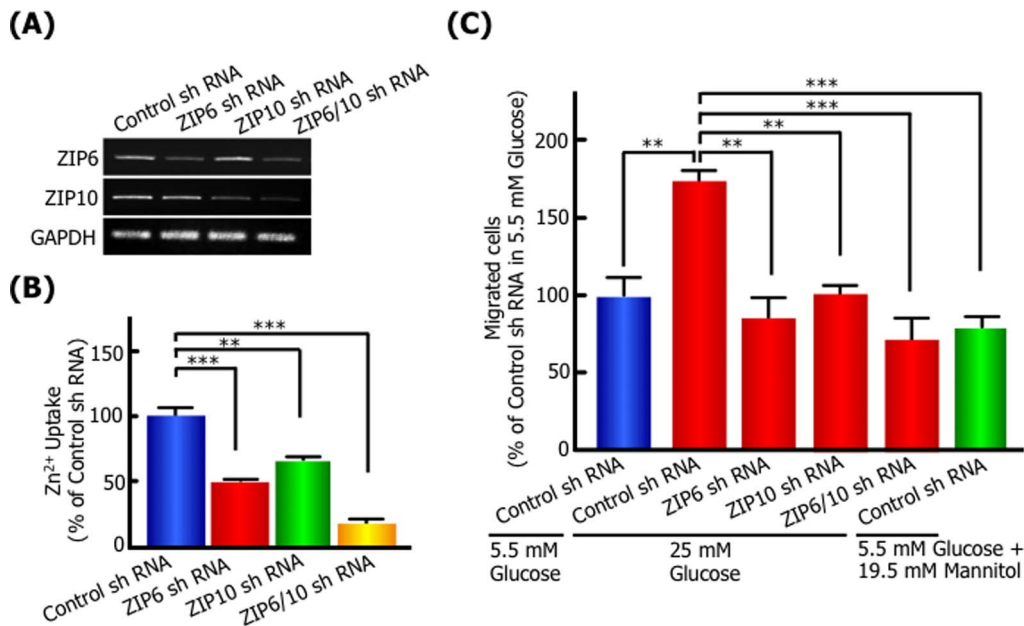 (A)
Control sh RNA
ZIP6 sh RNA
ZIP10 sh RNA
ZIP6/10 sh RNA
ZIP6
ZIP10
GAPDH
(B)
Zn2+ Uptake
(% of Control sh RNA)
150
100
50
0
***
**
***
Control sh RNA
ZIP6 sh RNA
ZIP10 sh RNA
ZIP6/10 sh RNA
(C)
Migrated cells
(% of Control sh RNA in 5.5 mM Glucose)
200
150
100
50
0
***
***
**
**
**
Control sh RNA
Control sh RNA
ZIP6 sh RNA
ZIP10 sh RNA
ZIP6/10 sh RNA
Control sh RNA
5.5 mM
Glucose
25 mM
Glucose
5.5 mM Glucose +
19.5 mM Mannitol